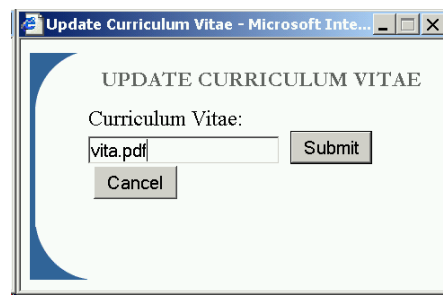 Update Curriculum Vitae - Microsoft Inte...
UPDATE CURRICULUM VITAE
Curriculum Vitae:
vita.pdf Submit
Cancel